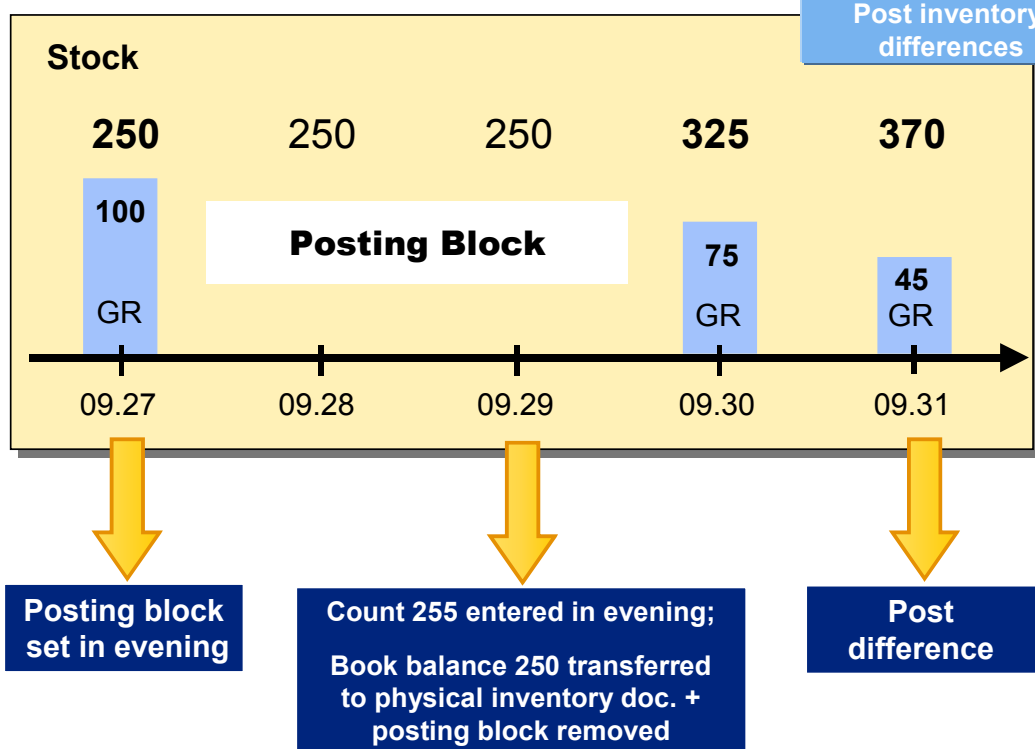 Post inventory
differences
Stock
250 250 250 325 370
100
Posting Block
75
45
GR GR GR
09.27 09.28 09.29 09.30 09.31
Posting block
set in evening
Count 255 entered in evening;
Book balance 250 transferred
to physical inventory doc. +
posting block removed
Post
difference